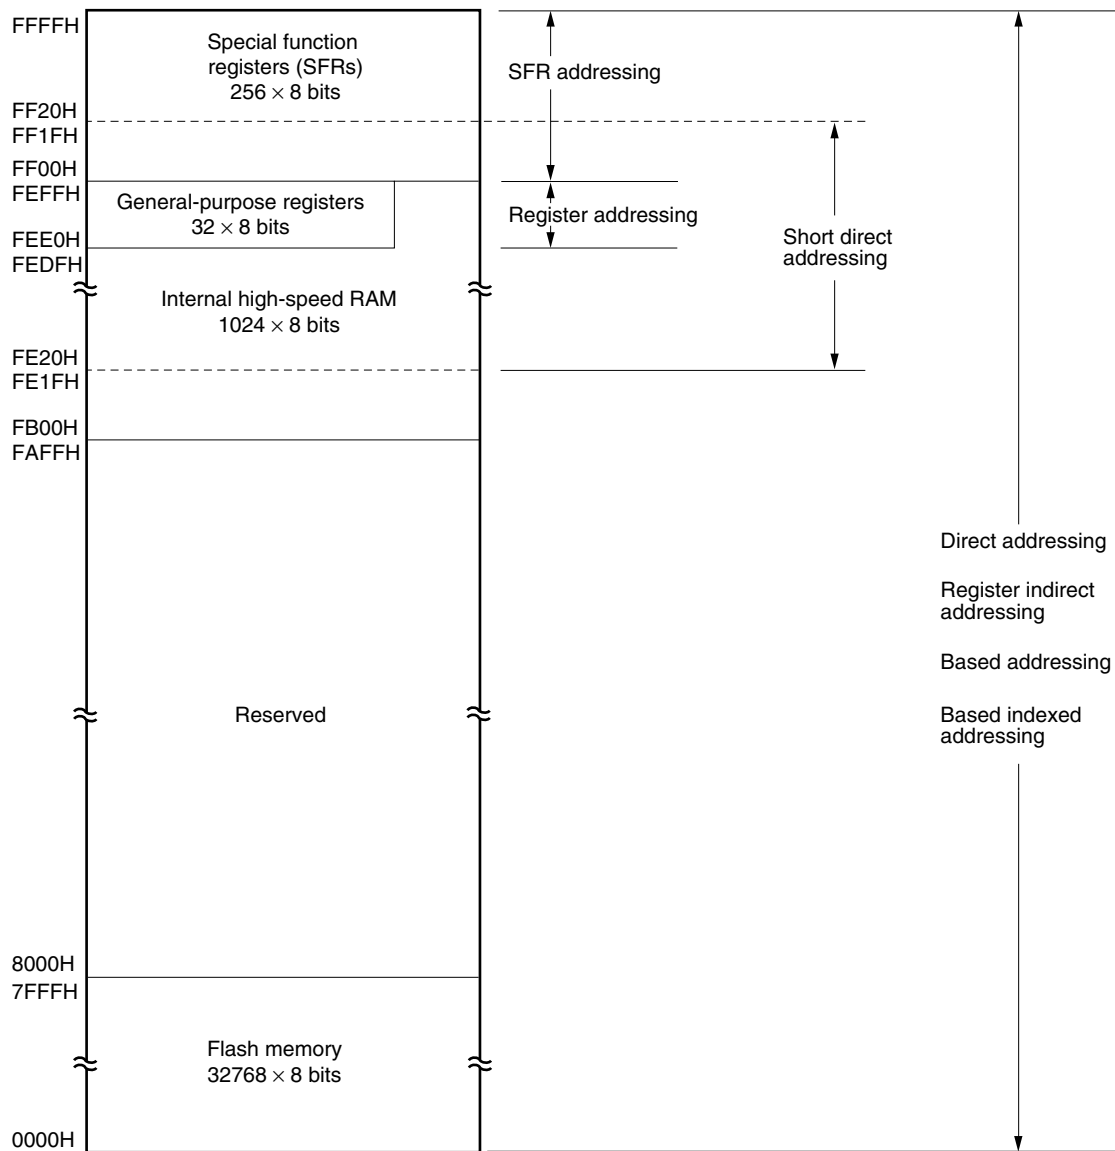 FFFFH
Special function
registers (SFRs)
256 × 8 bits
SFR addressing
FF20H
FF1FH
FF00H
FEFFH
General-purpose registers
32 × 8 bits
Register addressing
Short direct
addressing
FEE0H
FEDFH
Internal high-speed RAM
1024 × 8 bits
FE20H
FE1FH
FB00H
FAFFH
Direct addressing
Register indirect
addressing
Based addressing
Based indexed
addressing
Reserved
8000H
7FFFH
Flash memory
32768 × 8 bits
0000H